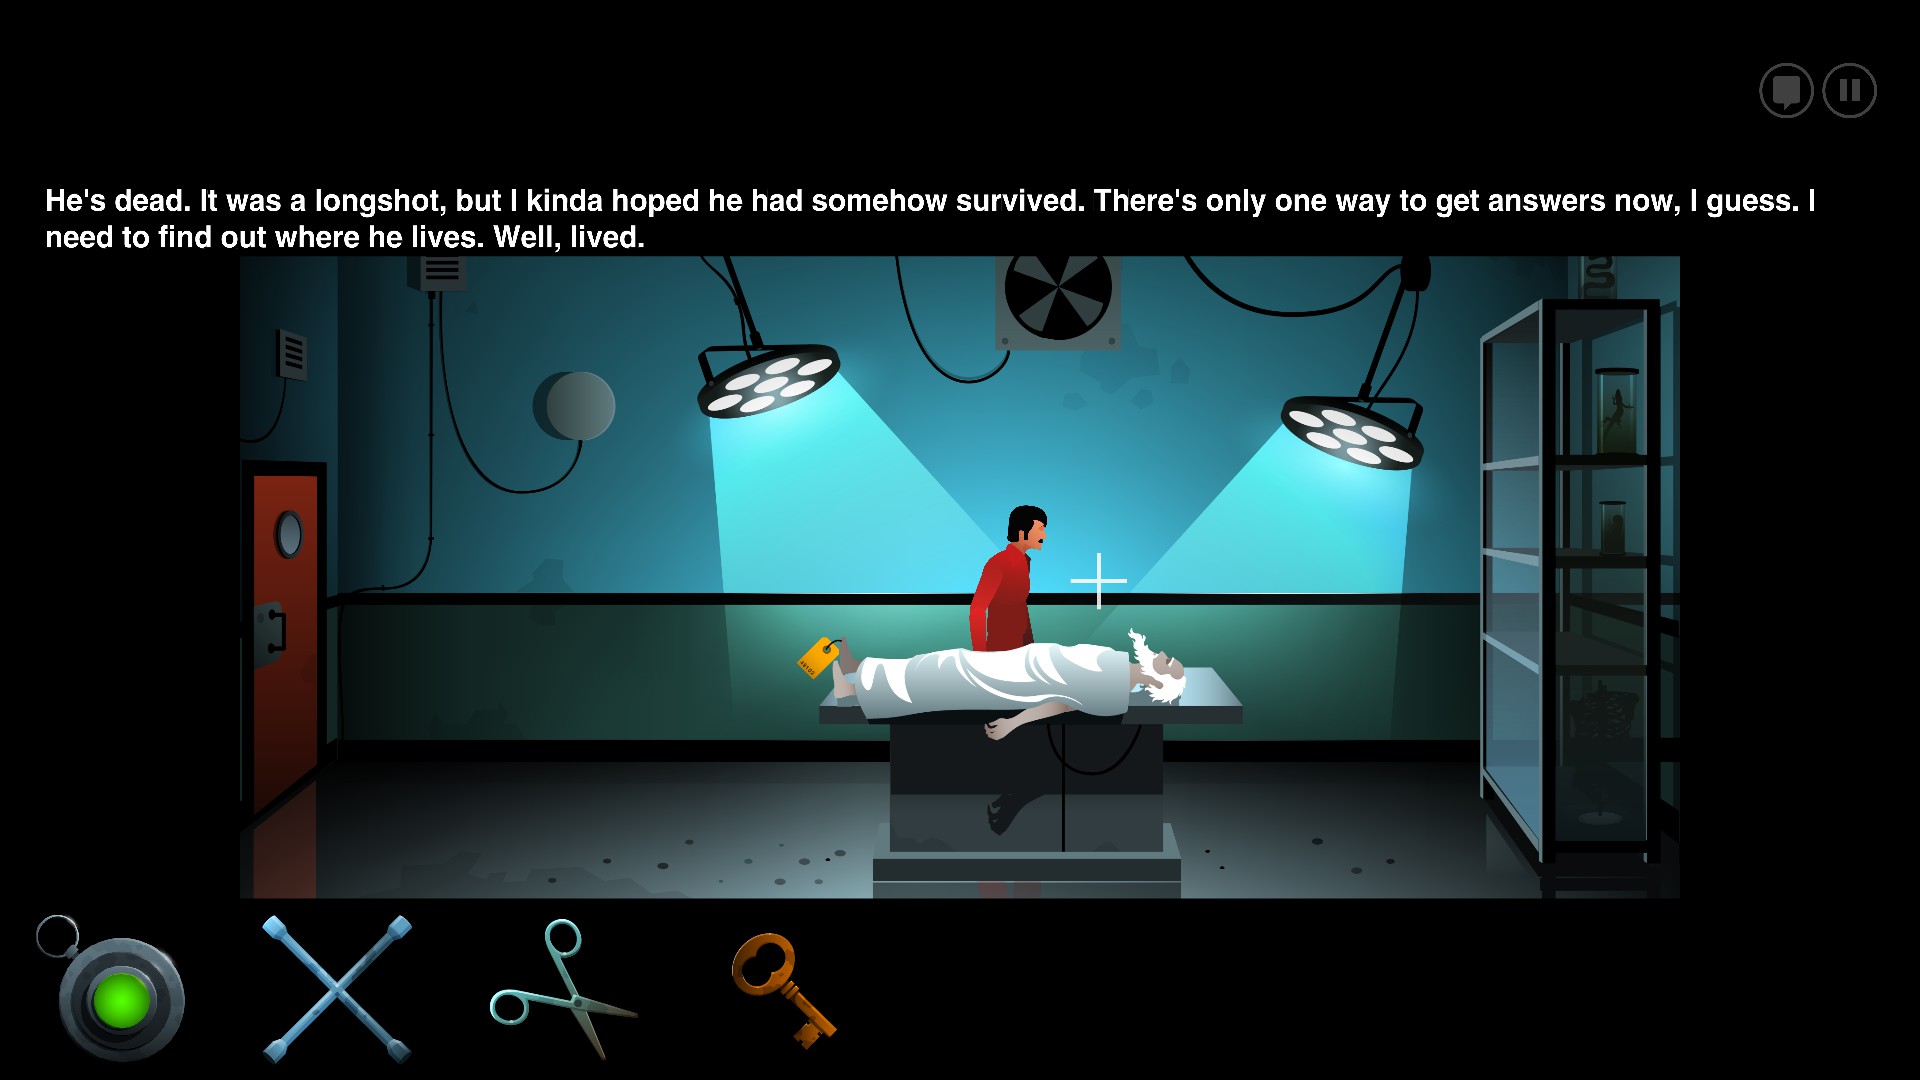 He's dead. It was a longshot, but I kinda hoped he had somehow survived. There's only one way to get answers now, I guess. I
need to find out where he lives. Well, lived.